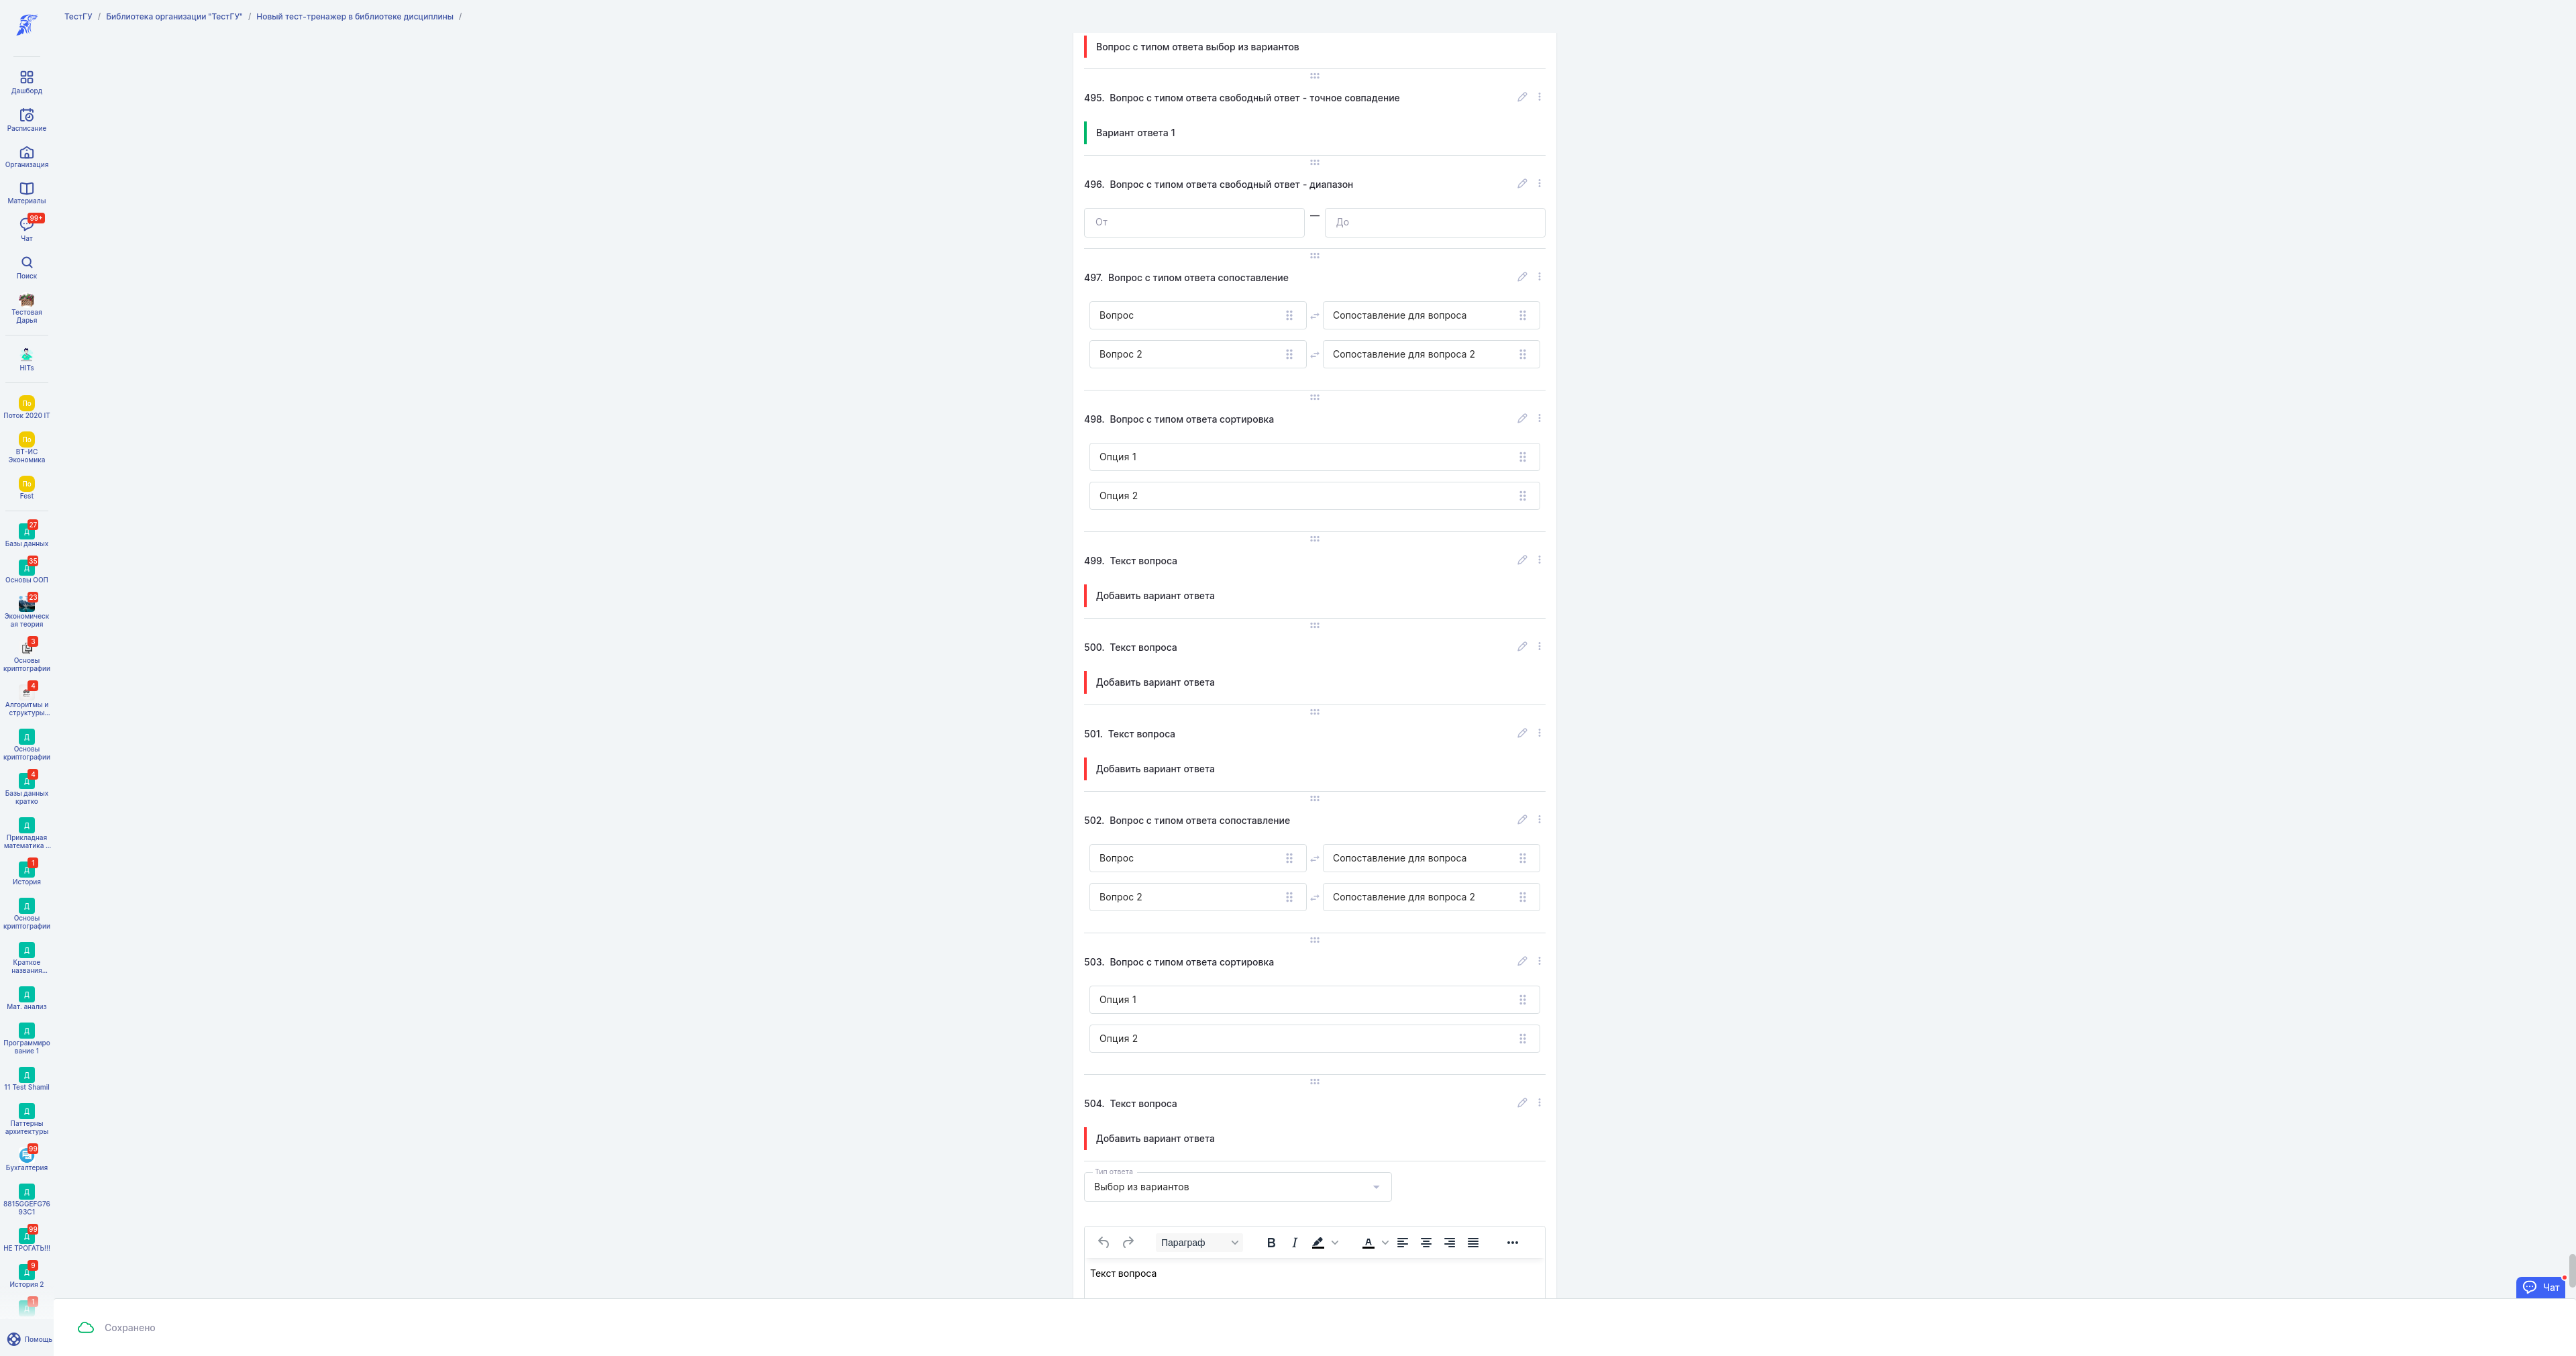 ТестГУ / Библиотека организации "ТестГУ" / Новый тест-тренажер в библиотеке дисциплины /
Дашборд
Расписание
Организация
Материалы
99+
Чат
Поиск
Тестовая
Дарья
HITs
По
Поток 2020 IT
По
ВТ-ИС
Экономика
По
Fest
27
Д
Базы данных
35
Д
Основы ООП
23
Экономическ
ая теория
3
Основы
криптографии
4
Алгоритмы и
структуры...
Д
Основы
криптографии
4
Д
Базы данных
кратко
Д
Прикладная
математика ...
1
Д
История
Д
Основы
криптографии
Д
Краткое
названия...
Д
Мат. анализ
Д
Программиро
вание 1
Д
11 Test Shamil
Д
Паттерны
архитектуры
99
Бухгалтерия
Д
8815GGEFG76
93C1
99
Д
НЕ ТРОГАТЬ!!!
9
Д
История 2
1
Д
Помощь
Вопрос с типом ответа выбор из вариантов
495. Вопрос с типом ответа свободный ответ - точное совпадение
Вариант ответа 1
496. Вопрос с типом ответа свободный ответ - диапазон
От — До
497. Вопрос с типом ответа сопоставление
Вопрос Сопоставление для вопроса
Вопрос 2 Сопоставление для вопроса 2
498. Вопрос с типом ответа сортировка
Опция 1
Опция 2
499. Текст вопроса
Добавить вариант ответа
500. Текст вопроса
Добавить вариант ответа
501. Текст вопроса
Добавить вариант ответа
502. Вопрос с типом ответа сопоставление
Вопрос Сопоставление для вопроса
Вопрос 2 Сопоставление для вопроса 2
503. Вопрос с типом ответа сортировка
Опция 1
Опция 2
504. Текст вопроса
Добавить вариант ответа
Тип ответа
Выбор из вариантов
Параграф B I A
Текст вопроса
Чат
Сохранено